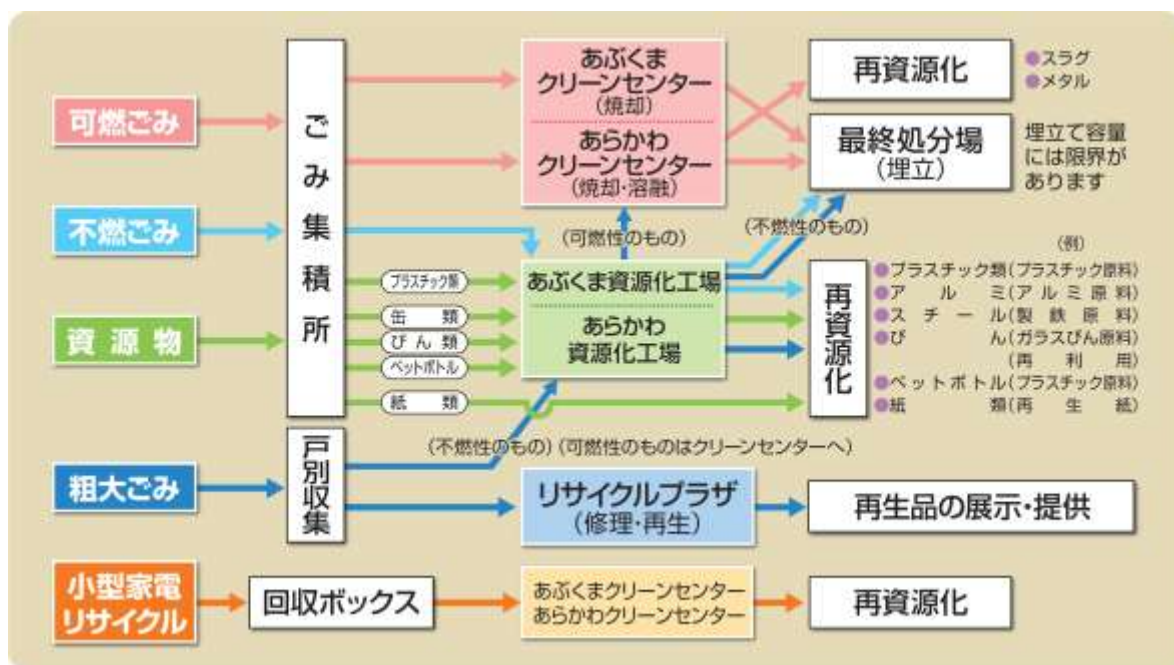 可燃ごみ
不燃ごみ
資源物
粗大ごみ
小型家電
リサイクル
ごみ集積所
戸別収集
回収ボックス
プラスチック類
缶類
びん類
ペットボトル
紙類
あぶくま
クリーンセンター
(焼却)
あらかわ
クリーンセンター
(焼却・溶融)
(可燃性のもの)
(不燃性のもの)
あぶくま資源化工場
あらかわ
資源化工場
(不燃性のもの)(可燃性のものはクリーンセンターへ)
リサイクルプラザ
(修理・再生)
あぶくまクリーンセンター
あらかわクリーンセンター
再資源化
●スラグ
●メタル
最終処分場
(埋立)
埋立て容量
には限界が
あります
再資源化
(例)
●プラスチック類(プラスチック原料)
●アルミ(アルミ原料)
●スチール(製鉄原料)
●びん(ガラスびん原料)
(再利用)
●ペットボトル(プラスチック原料)
●紙類(再生紙)
再生品の展示・提供
再資源化